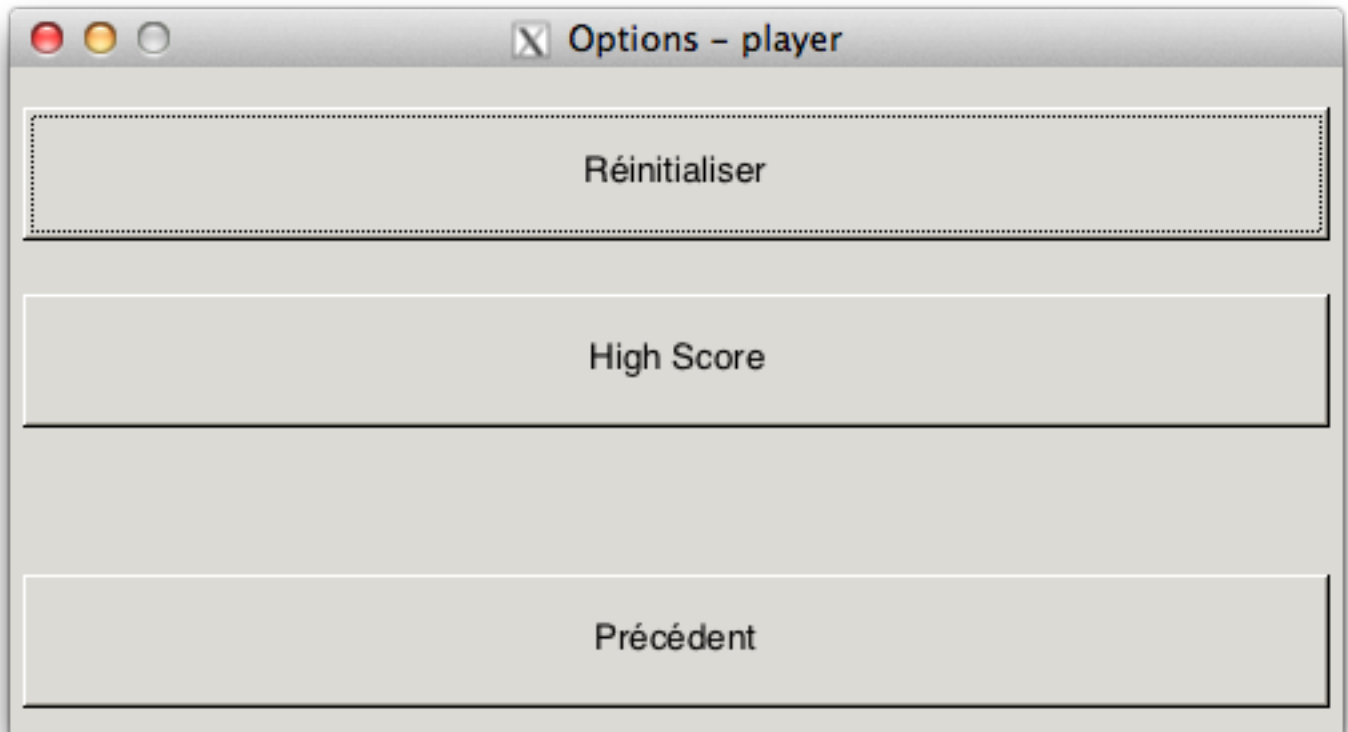 Options – player
Réinitialiser
High Score
Précédent